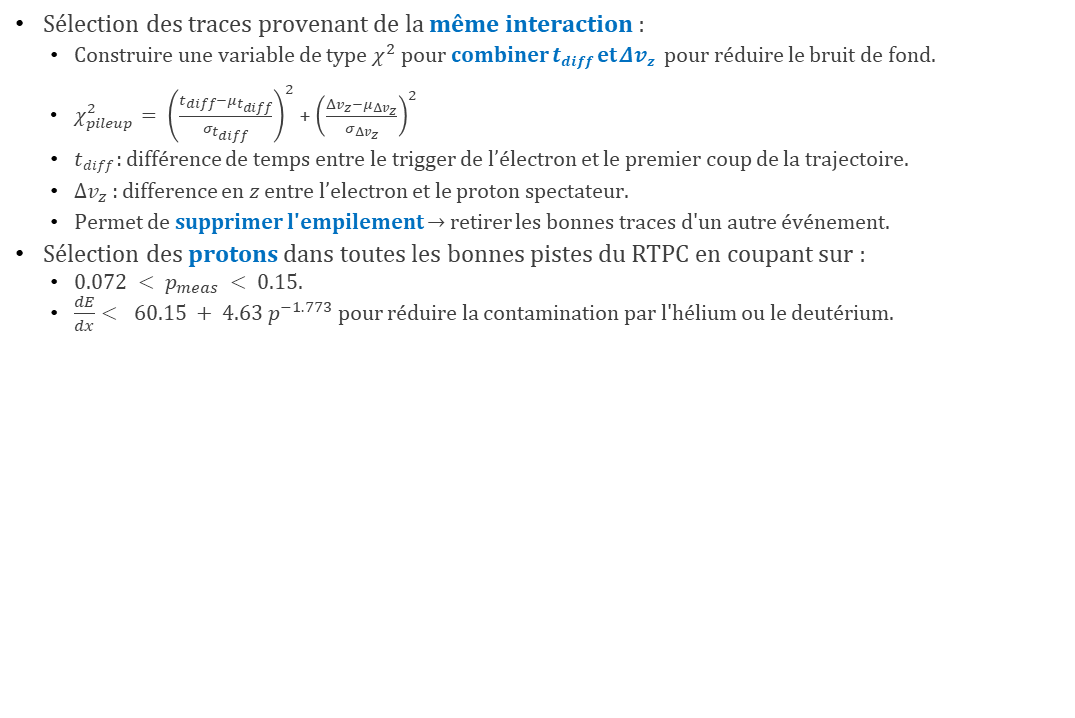 • Sélection des traces provenant de la même interaction :
• Construire une variable de type χ² pour combiner t_diff et Δv_z pour réduire le bruit de fond.
• χ²_pileup = ((t_diff−μ_t_diff)/σ_t_diff)² + ((Δv_z−μ_Δv_z)/σ_Δv_z)²
• t_diff : différence de temps entre le trigger de l’électron et le premier coup de la trajectoire.
• Δv_z : difference en z entre l’electron et le proton spectateur.
• Permet de supprimer l'empilement → retirer les bonnes traces d'un autre événement.
• Sélection des protons dans toutes les bonnes pistes du RTPC en coupant sur :
• 0.072 < p_meas < 0.15.
• dE/dx < 60.15 + 4.63 p^−1.773 pour réduire la contamination par l'hélium ou le deutérium.